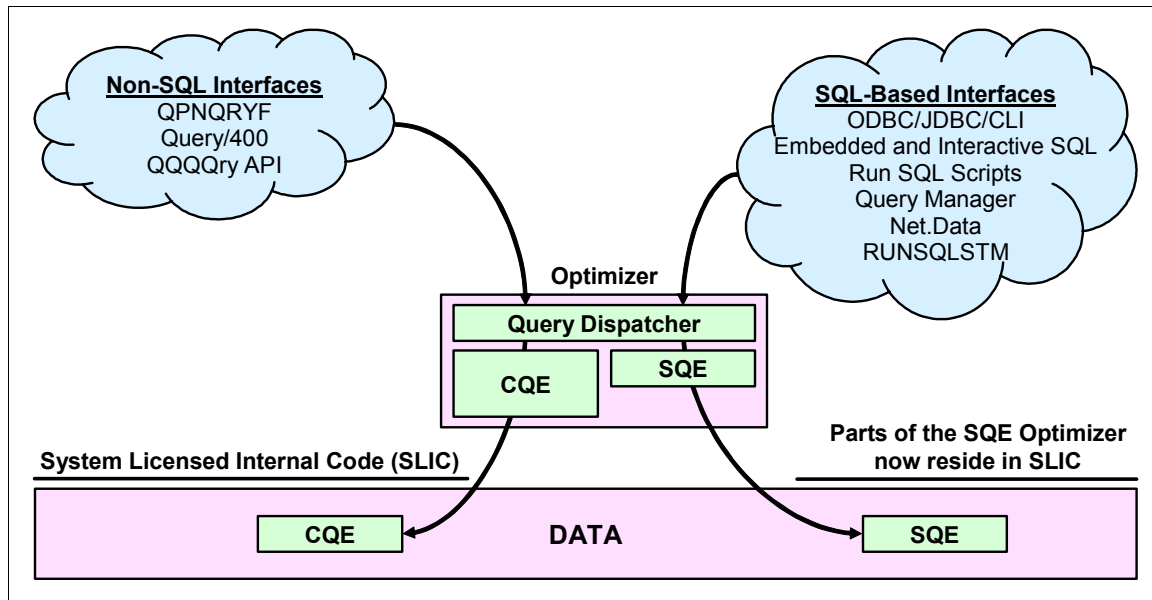 Non-SQL Interfaces
QPNQRYF
Query/400
QQQQry API
SQL-Based Interfaces
ODBC/JDBC/CLI
Embedded and Interactive SQL
Run SQL Scripts
Query Manager
Net.Data
RUNSQLSTM
Optimizer
Query Dispatcher
CQE
SQE
System Licensed Internal Code (SLIC)
Parts of the SQE Optimizer
now reside in SLIC
CQE
DATA
SQE